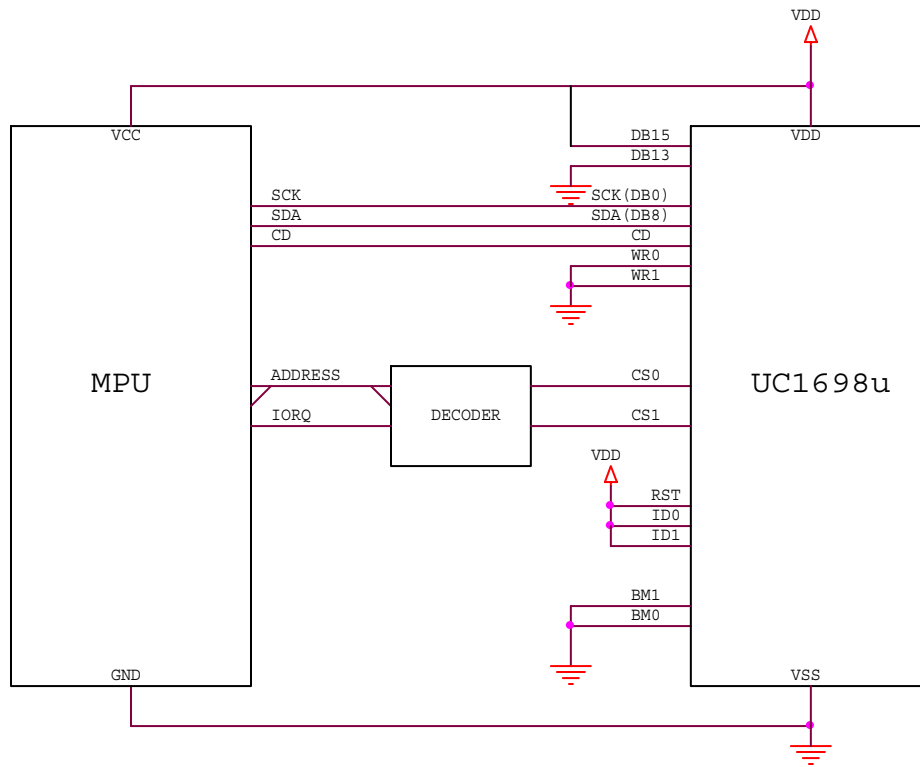 VDD
VCC
VDD
DB15
DB13
SCK
SCK(DB0)
SDA
SDA(DB8)
CD
CD
WR0
WR1
MPU
ADDRESS
IORQ
DECODER
CS0
CS1
UC1698u
VDD
RST
ID0
ID1
BM1
BM0
GND
VSS